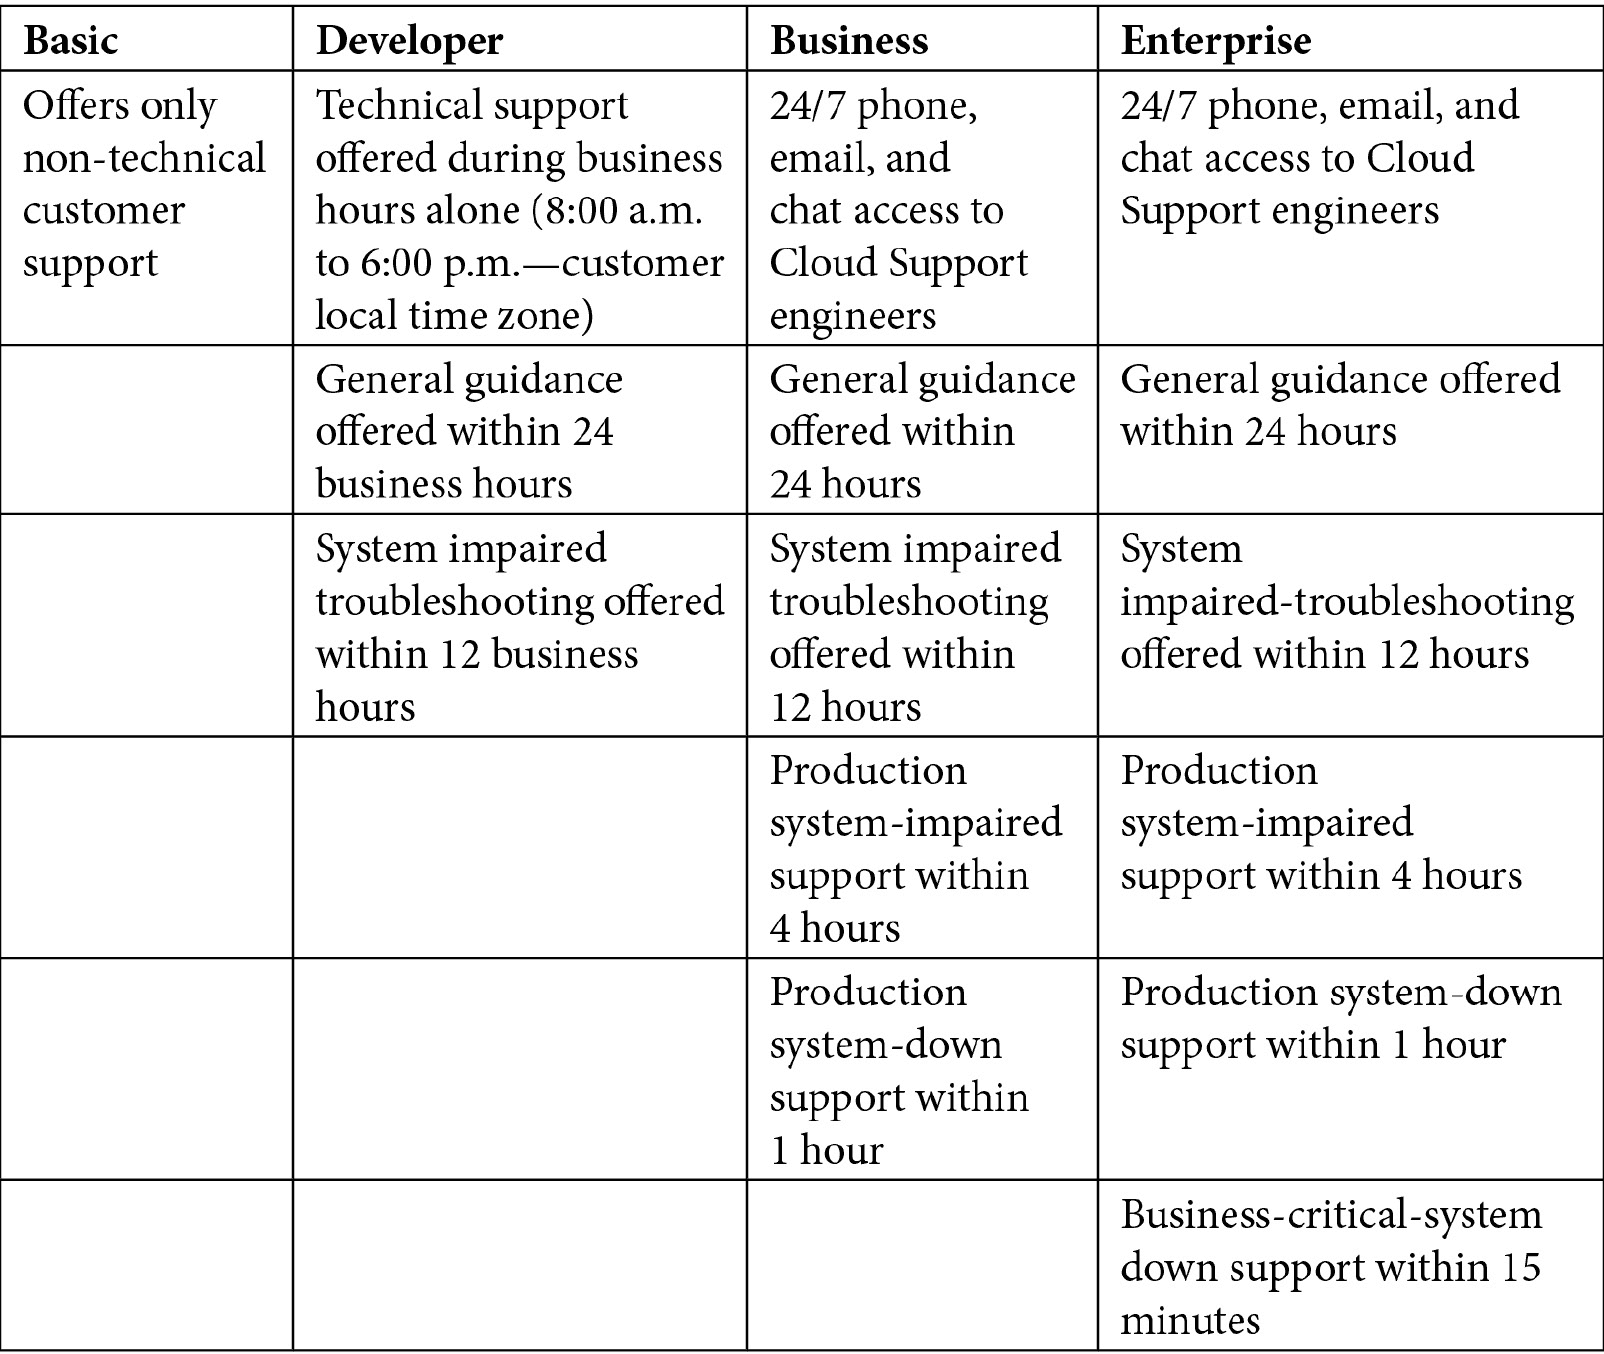 Basic
Developer
Business
Enterprise
Offers only
non-technical
customer
support
Technical support
offered during business
hours alone (8:00 a.m.
to 6:00 p.m.—customer
local time zone)
24/7 phone,
email, and
chat access to
Cloud Support
engineers
24/7 phone, email, and
chat access to Cloud
Support engineers
General guidance
offered within 24
business hours
General guidance
offered within
24 hours
General guidance offered
within 24 hours
System impaired
troubleshooting offered
within 12 business
hours
System impaired
troubleshooting
offered within
12 hours
System
impaired-troubleshooting
offered within 12 hours
Production
system-impaired
support within
4 hours
Production
system-impaired
support within 4 hours
Production
system-down
support within
1 hour
Production system-down
support within 1 hour
Business-critical-system
down support within 15
minutes